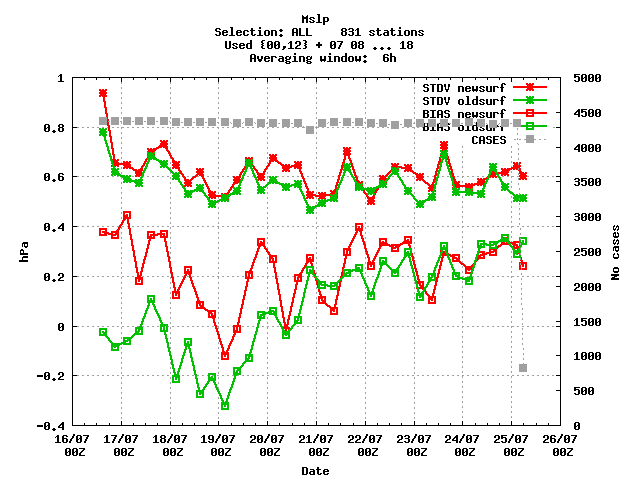 Mslp
Selection: ALL    831 stations
Used {00,12} + 07 08 ... 18
Averaging window:  6h
STDV newsurf
STDV oldsurf
BIAS newsurf
BIAS oldsurf
CASES
1
0.8
0.6
0.4
0.2
0
-0.2
-0.4
hPa
5000
4500
4000
3500
3000
2500
2000
1500
1000
500
0
No cases
16/07 17/07 18/07 19/07 20/07 21/07 22/07 23/07 24/07 25/07 26/07
00Z 00Z 00Z 00Z 00Z 00Z 00Z 00Z 00Z 00Z 00Z
Date